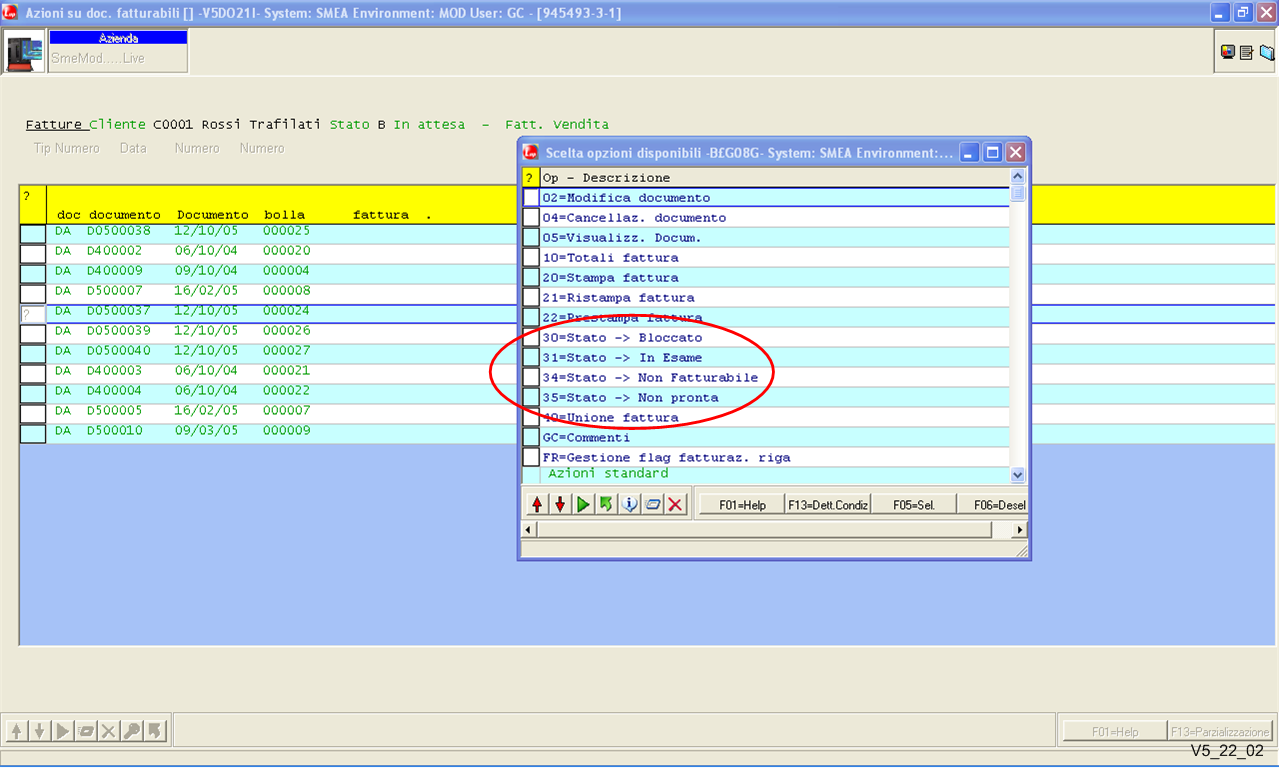 Azioni su doc. fatturabili [] -V5DO21I- System: SMEA Environment: MOD User: GC - [945493-3-1]
Azienda
SmeMod.....Live
Fatture Cliente C0001 Rossi Trafilati Stato B In attesa - Fatt. Vendita
Tip Numero Data Numero Numero
?
doc documento Documento bolla fattura .
DA D0500038 12/10/05 000025
DA D400002 06/10/04 000020
DA D400009 09/10/04 000004
DA D500007 16/02/05 000008
? DA D0500037 12/10/05 000024
DA D0500039 12/10/05 000026
DA D0500040 12/10/05 000027
DA D400003 06/10/04 000021
DA D400004 06/10/04 000022
DA D500005 16/02/05 000007
DA D500010 09/03/05 000009
Scelta opzioni disponibili -B£G08G- System: SMEA Environment:...
? Op - Descrizione
02=Modifica documento
04=Cancellaz. documento
05=Visualizz. Docum.
10=Totali fattura
20=Stampa fattura
21=Ristampa fattura
22=Prestampa fattura
30=Stato -> Bloccato
31=Stato -> In Esame
34=Stato -> Non Fatturabile
35=Stato -> Non pronta
40=Unione fattura
GC=Commenti
FR=Gestione flag fatturaz. riga
Azioni standard
F01=Help F13=Dett.Condiz F05=Sel. F06=Desel
F01=Help F13=Parzializzazione
V5_22_02